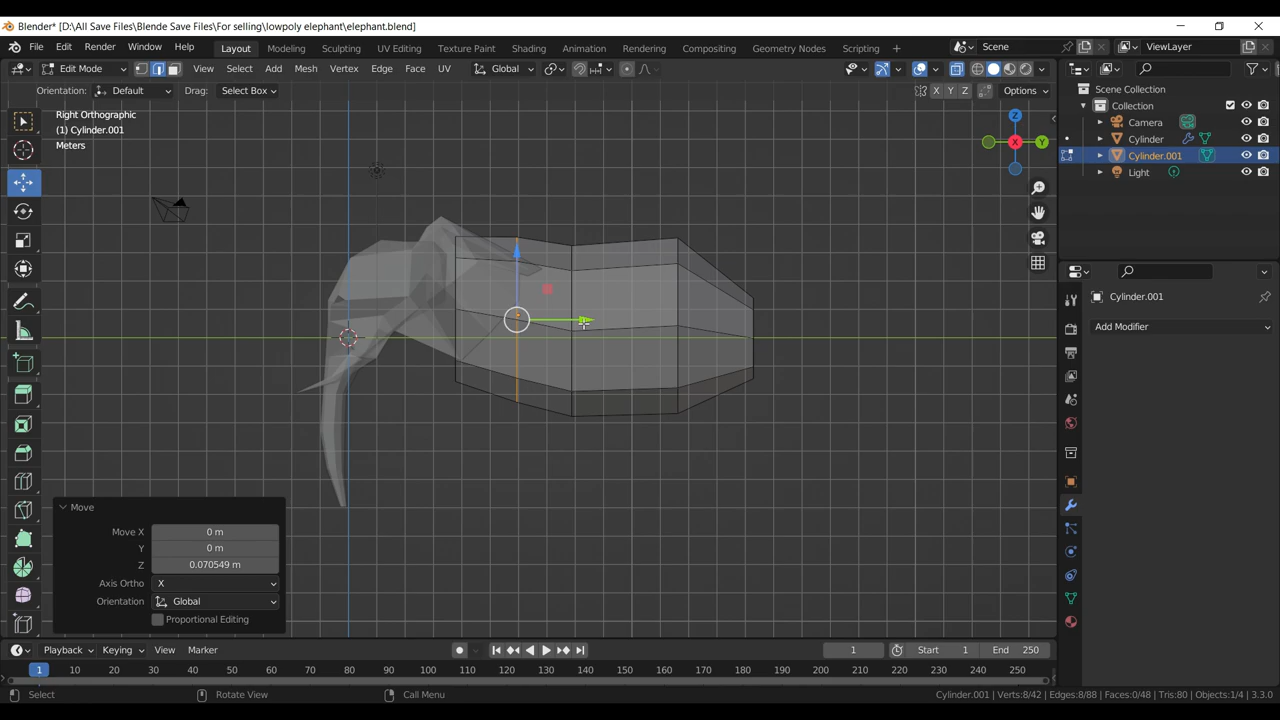 Blender* [D:\All Save Files\Blende Save Files\For selling\lowpoly elephant\elephant.blend]
File Edit Render Window Help Layout Modeling Sculpting UV Editing Texture Paint Shading Animation Rendering Compositing Geometry Nodes Scripting + Scene ViewLayer
Edit Mode View Select Add Mesh Vertex Edge Face UV Global
Orientation: Default Drag: Select Box X Y Z Options
Right Orthographic
(1) Cylinder.001
Meters
Z
X
Y
Scene Collection
Collection
Camera
Cylinder
Cylinder.001
Light
Cylinder.001
Add Modifier
Move
Move X 0 m
Y 0 m
Z 0.070549 m
Axis Ortho X
Orientation Global
Proportional Editing
Playback Keying View Marker 1 Start 1 End 250
1 10 20 30 40 50 60 70 80 90 100 110 120 130 140 150 160 170 180 190 200 210 220 230 240 250
Select Rotate View Call Menu Cylinder.001 | Verts:8/42 | Edges:8/88 | Faces:0/48 | Tris:80 | Objects:1/4 | 3.3.0